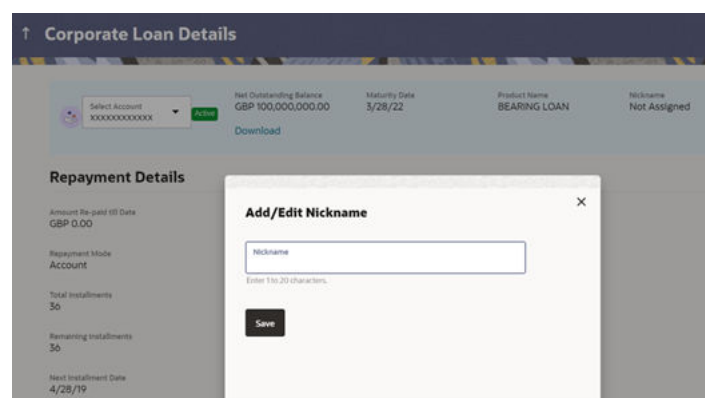 ↑ Corporate Loan Details
Select Account
XXXXXXXXXXXX
Active
Net Outstanding Balance
GBP 100,000,000.00
Download
Maturity Date
3/28/22
Product Name
BEARING LOAN
Nickname
Not Assigned
Repayment Details
Amount Re-paid till Date
GBP 0.00
Repayment Mode
Account
Total Installments
36
Remaining Installments
36
Next Installment Date
4/28/19
Add/Edit Nickname
×
Nickname
Enter 1 to 20 characters.
Save